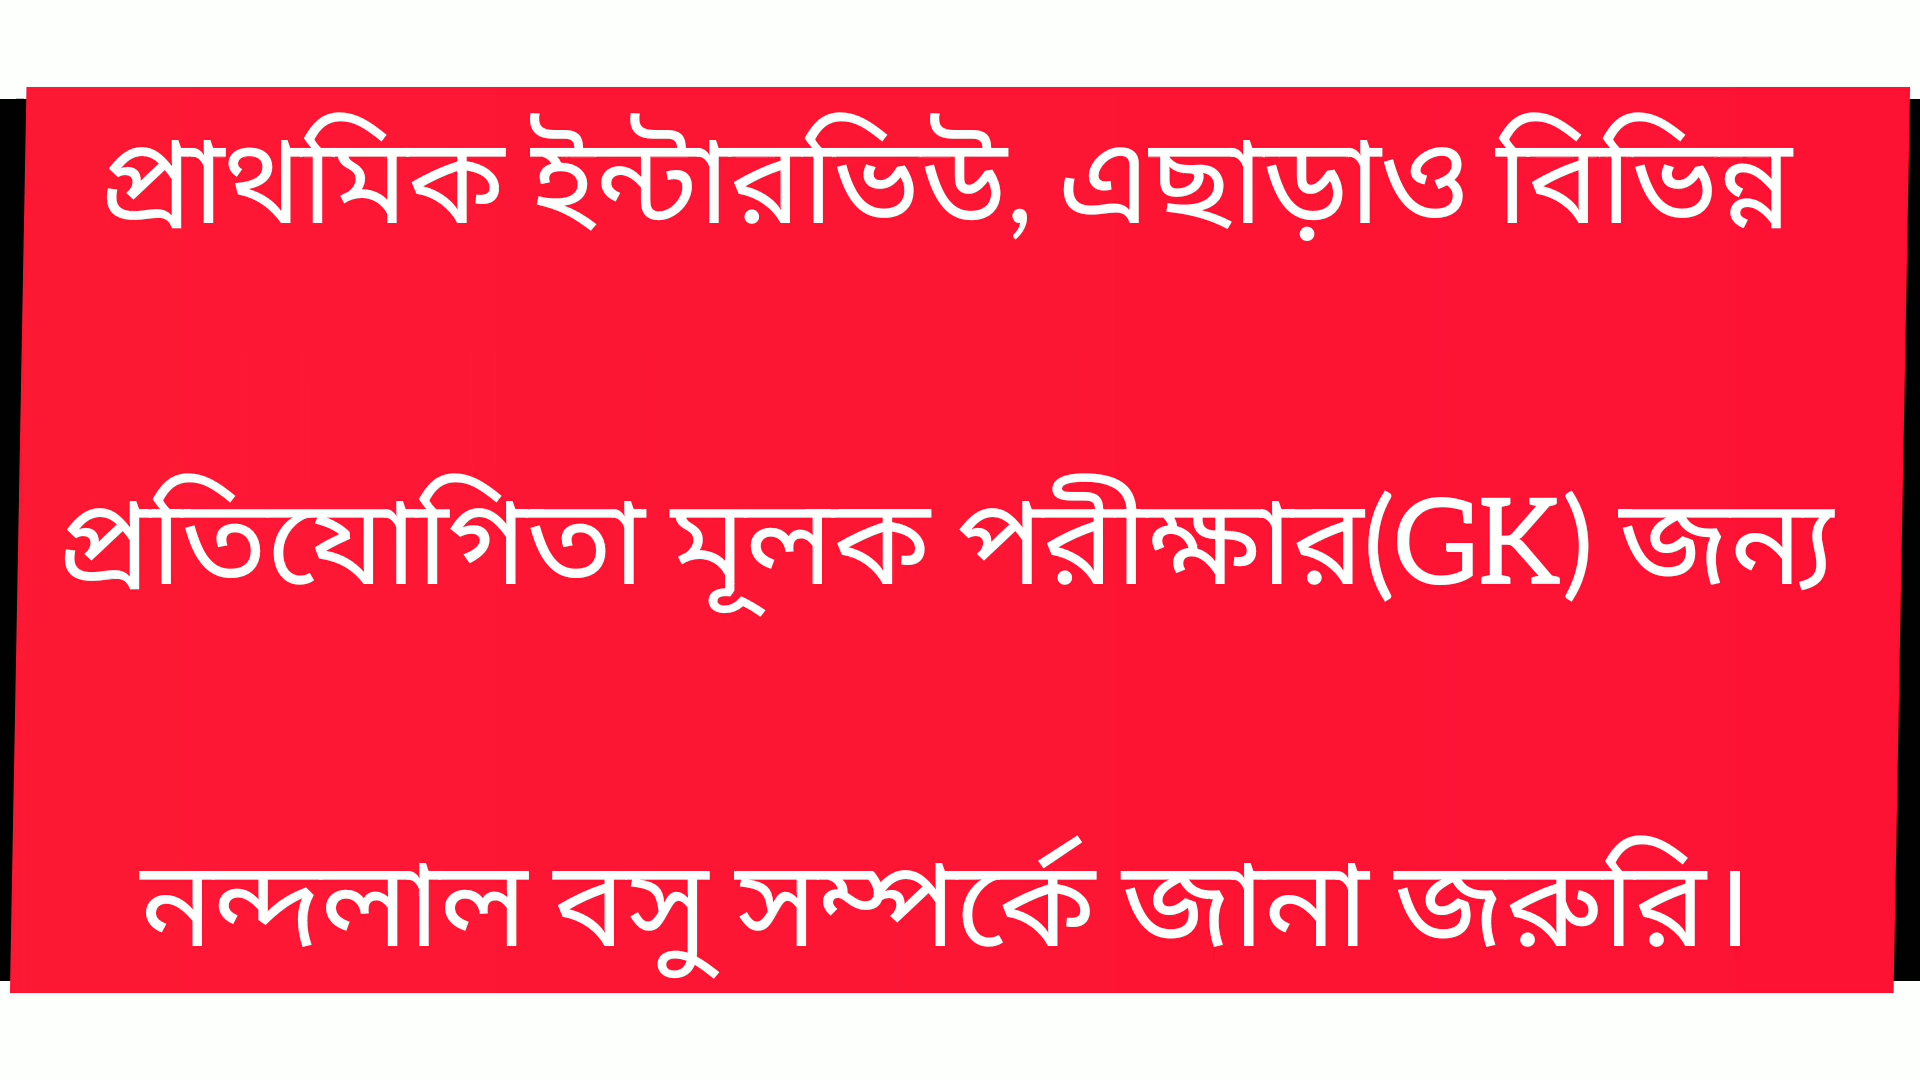 প্রাথমিক ইন্টারভিউ, এছাড়াও বিভিন্ন
প্রতিযোগিতা মূলক পরীক্ষার(GK) জন্য
নন্দলাল বসু সম্পর্কে জানা জরুরি।